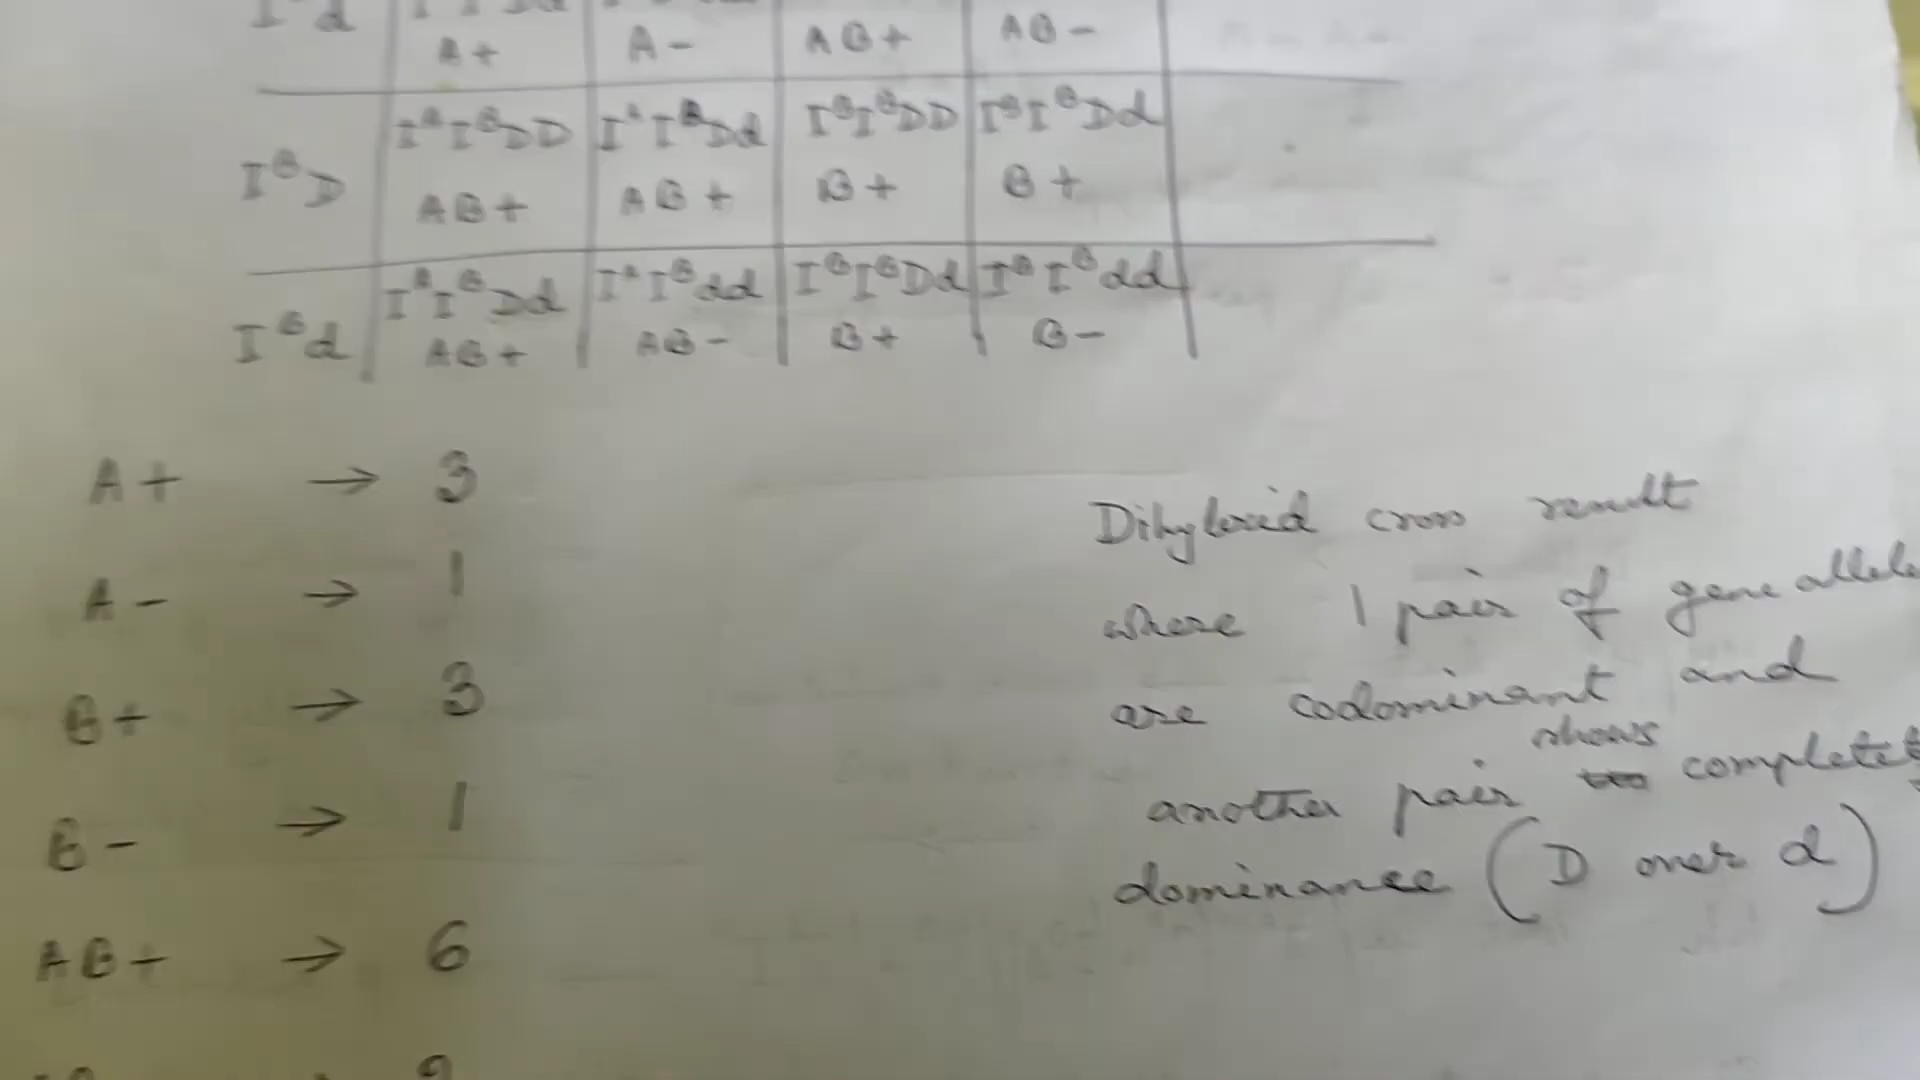 I^A d
A+ A- AB+ AB-
I^A I^B DD I^A I^B Dd I^B I^B DD I^B I^B Dd
I^B D
AB+ AB+ B+ B+
I^A I^B Dd I^A I^B dd I^B I^B Dd I^B I^B dd
I^B d
AB+ AB- B+ B-
A+ → 3
A- → 1
B+ → 3
B- → 1
AB+ → 6
Dihybrid cross result
where 1 pair of gene allele
are codominant and
shows
another pair complete
dominance (D over d)